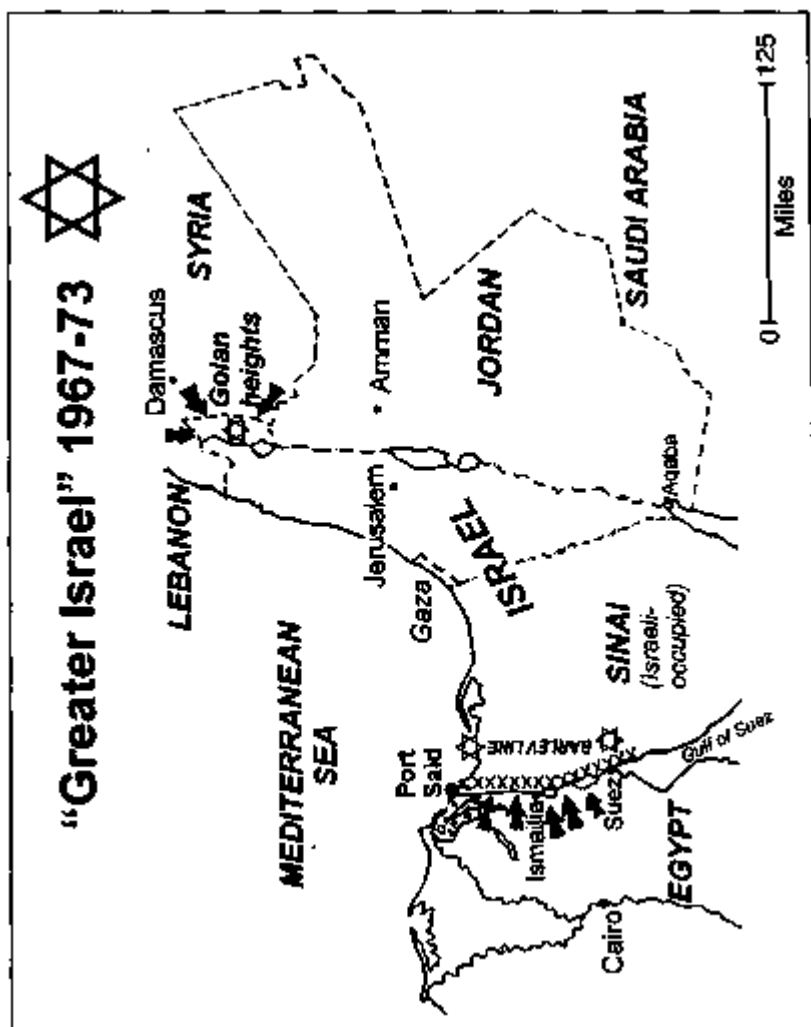 "Greater Israel" 1967-73
LEBANON
SYRIA
Damascus
Golan
heights
MEDITERRANEAN
SEA
Jerusalem
Amman
Gaza
ISRAEL
JORDAN
Port
Said
BARLEV LINE
XXXXXXXXXXXXXXXXX
Ismailia
Suez
SINAI
(Israeli-
occupied)
Aqaba
SAUDI ARABIA
Cairo
EGYPT
Gulf of Suez
0
125
Miles